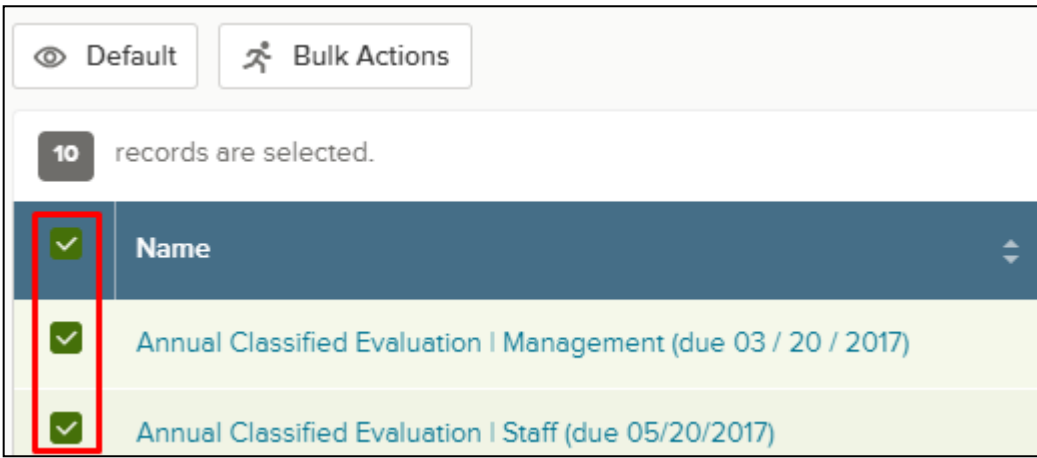 Default Bulk Actions
10 records are selected.
Name
Annual Classified Evaluation | Management (due 03 / 20 / 2017)
Annual Classified Evaluation | Staff (due 05/20/2017)